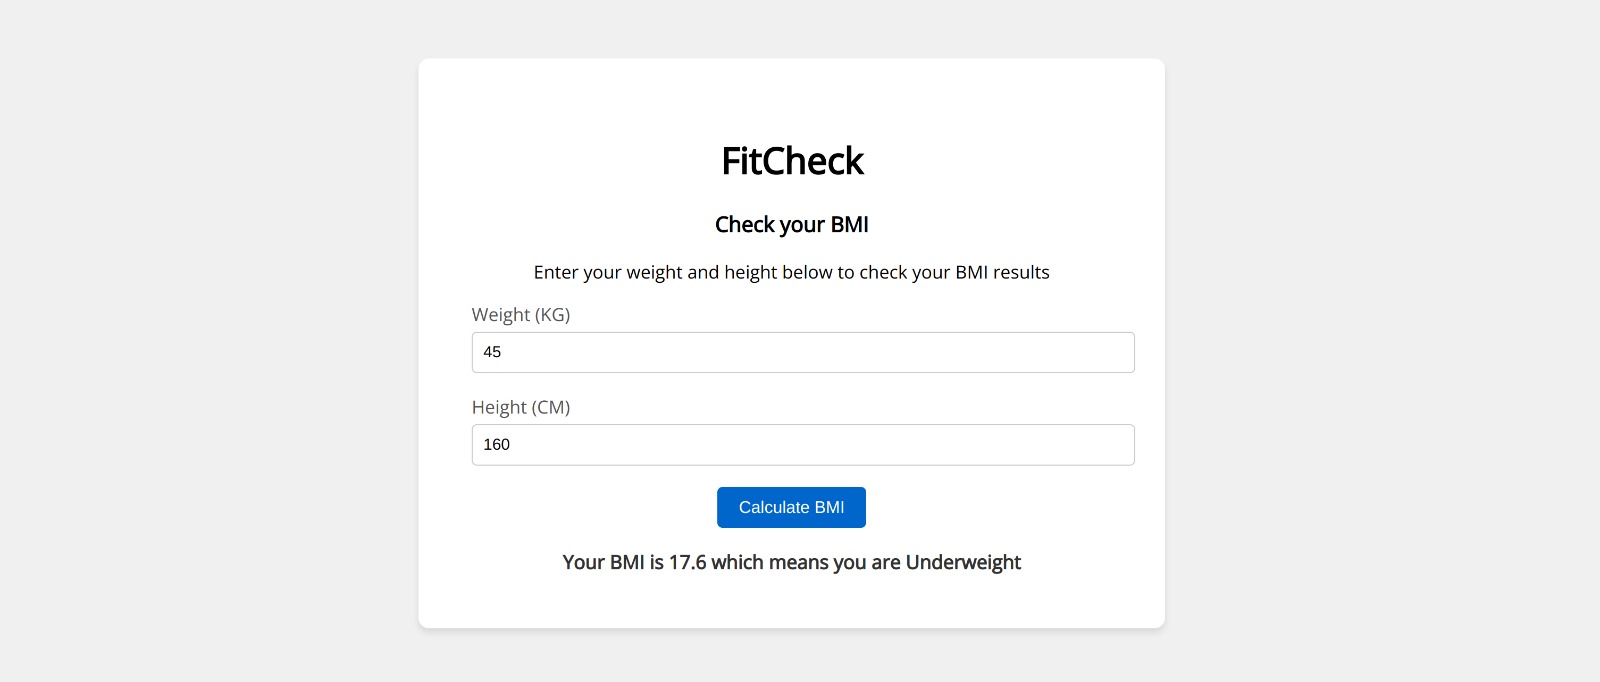 FitCheck
Check your BMI
Enter your weight and height below to check your BMI results
Weight (KG)
45
Height (CM)
160
Calculate BMI
Your BMI is 17.6 which means you are Underweight